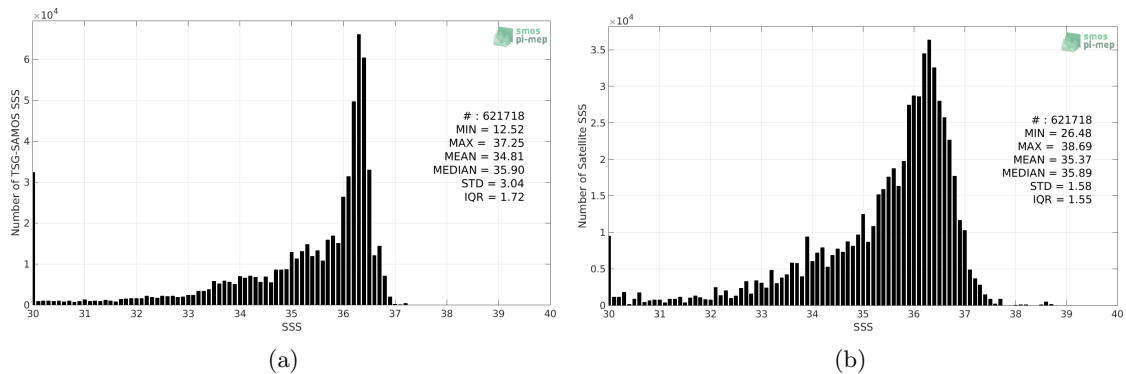 ×10⁴
6
5
4
3
2
1
0
Number of TSG-SAMOS SSS
smos
pi-mep
# : 621718
MIN = 12.52
MAX = 37.25
MEAN = 34.81
MEDIAN = 35.90
STD = 3.04
IQR = 1.72
30 31 32 33 34 35 36 37 38 39 40
SSS
(a)
×10⁴
3.5
3
2.5
2
1.5
1
0.5
0
Number of Satellite SSS
smos
pi-mep
# : 621718
MIN = 26.48
MAX = 38.69
MEAN = 35.37
MEDIAN = 35.89
STD = 1.58
IQR = 1.55
30 31 32 33 34 35 36 37 38 39 40
SSS
(b)